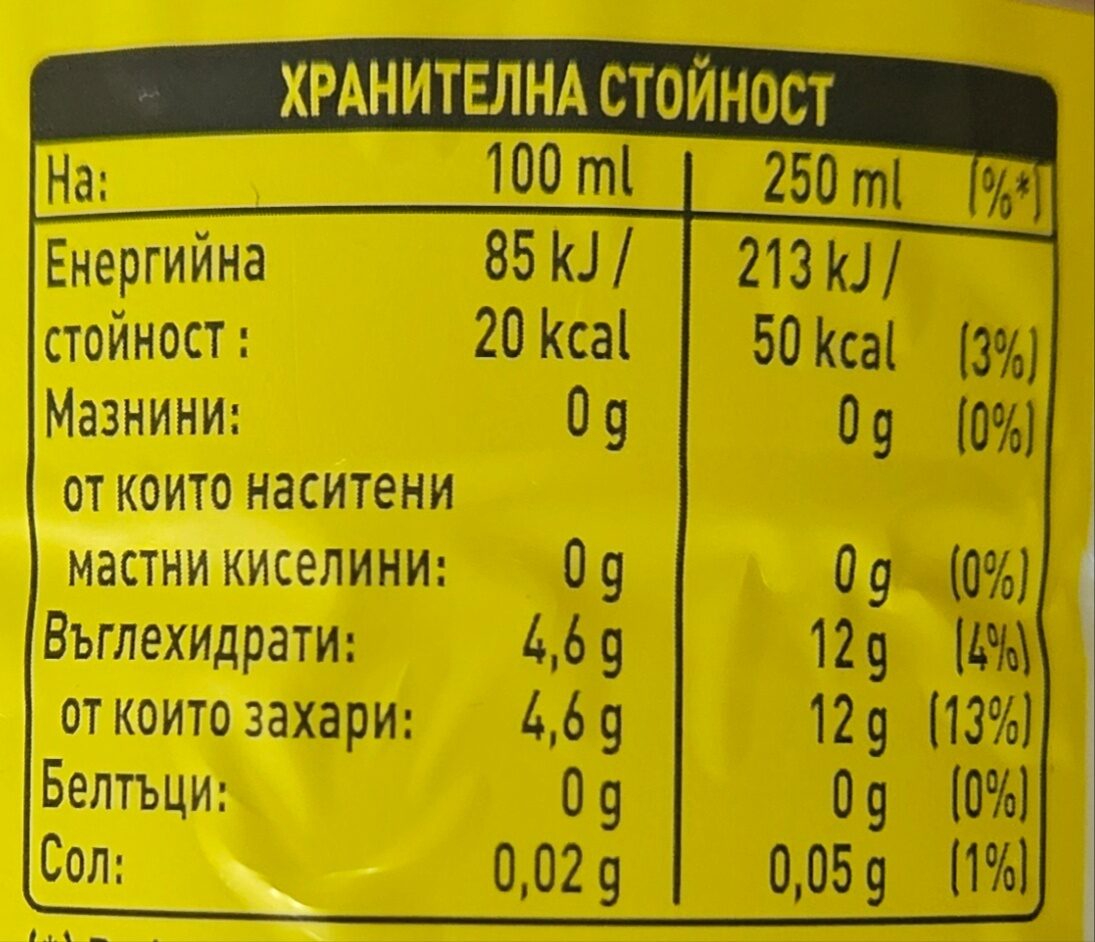 ХРАНИТЕЛНА СТОЙНОСТ
На: 100 ml 250 ml (%*)
Енергийна 85 kJ / 213 kJ /
стойност : 20 kcal 50 kcal (3%)
Мазнини: 0 g 0 g (0%)
от които наситени
мастни киселини: 0 g 0 g (0%)
Въглехидрати: 4,6 g 12 g (4%)
от които захари: 4,6 g 12 g (13%)
Белтъци: 0 g 0 g (0%)
Сол: 0,02 g 0,05 g (1%)